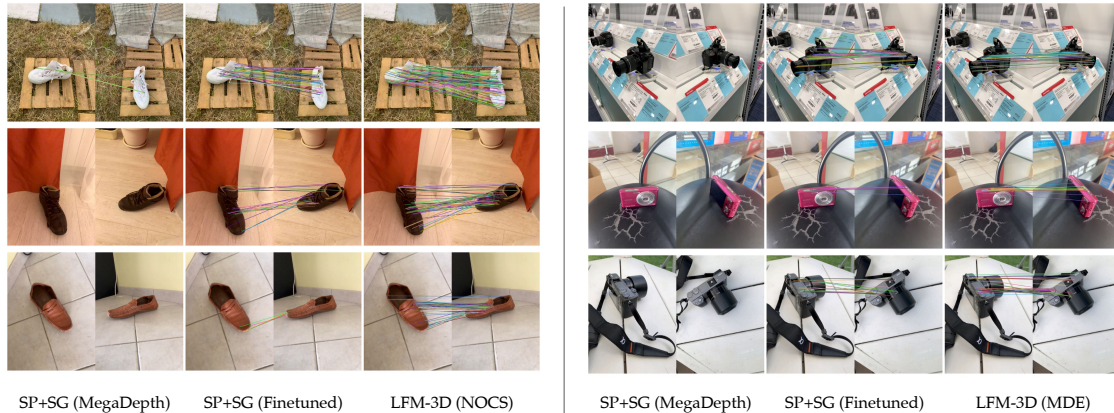 SP+SG (MegaDepth) SP+SG (Finetuned) LFM-3D (NOCS)
SP+SG (MegaDepth) SP+SG (Finetuned) LFM-3D (MDE)